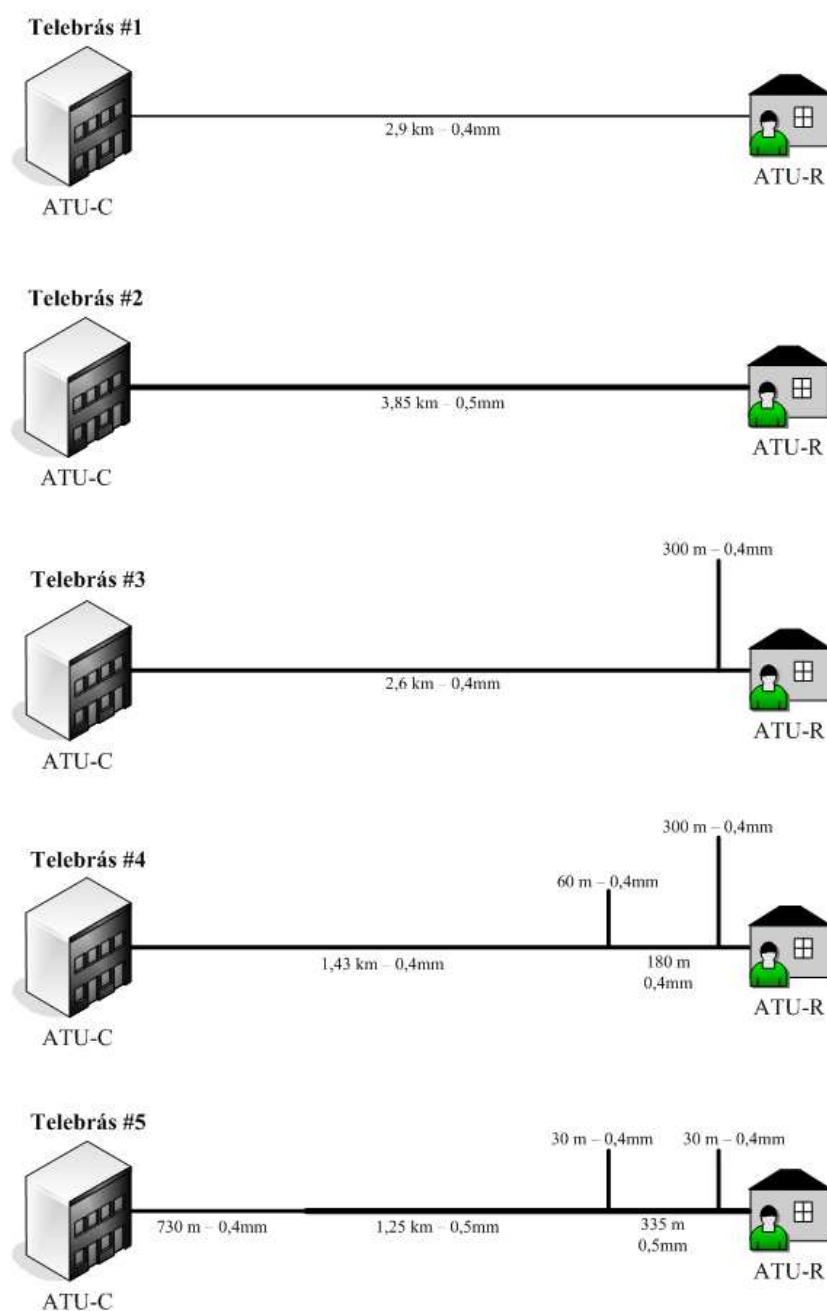 Telebrás #1
2,9 km – 0,4mm
ATU-C
ATU-R
Telebrás #2
3,85 km – 0,5mm
ATU-C
ATU-R
300 m – 0,4mm
Telebrás #3
2,6 km – 0,4mm
ATU-C
ATU-R
300 m – 0,4mm
Telebrás #4
60 m – 0,4mm
1,43 km – 0,4mm
180 m
0,4mm
ATU-C
ATU-R
Telebrás #5
30 m – 0,4mm
30 m – 0,4mm
730 m – 0,4mm
1,25 km – 0,5mm
335 m
0,5mm
ATU-C
ATU-R